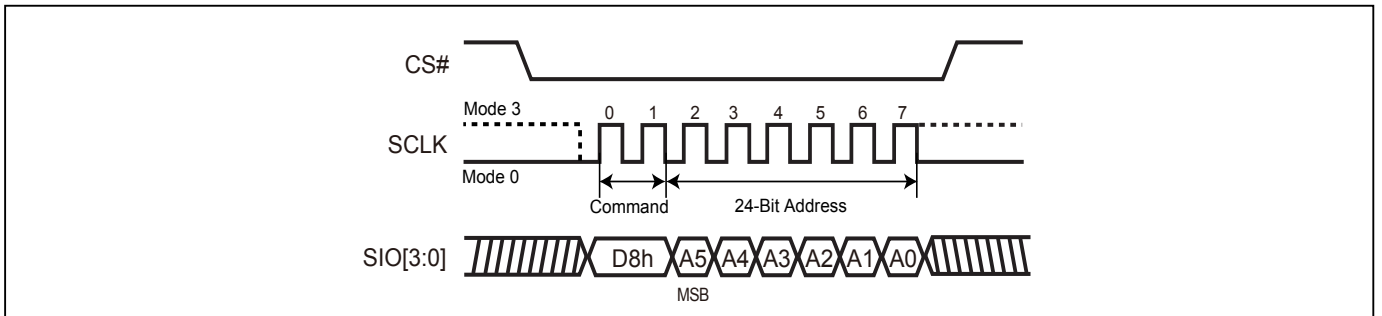 CS#
Mode 3
0 1 2 3 4 5 6 7
SCLK
Mode 0
Command 24-Bit Address
SIO[3:0] D8h A5 A4 A3 A2 A1 A0
MSB